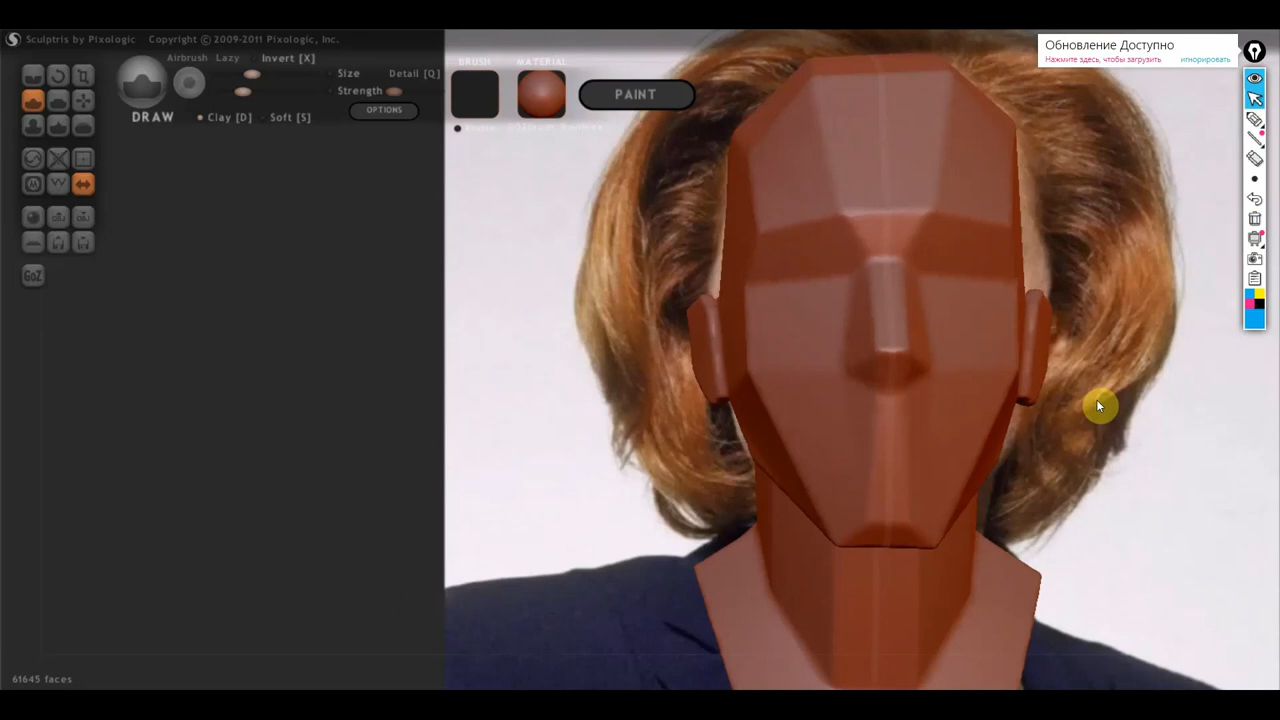 Sculptris by Pixologic Copyright © 2009-2011 Pixologic, Inc.
Обновление Доступно
Нажмите здесь, чтобы загрузить игнорировать
Airbrush Lazy Invert [X]
BRUSH MATERIAL
Size Detail [Q]
Strength
PAINT
OPTIONS
DRAW Clay [D] Soft [S]
GoZ
61645 faces